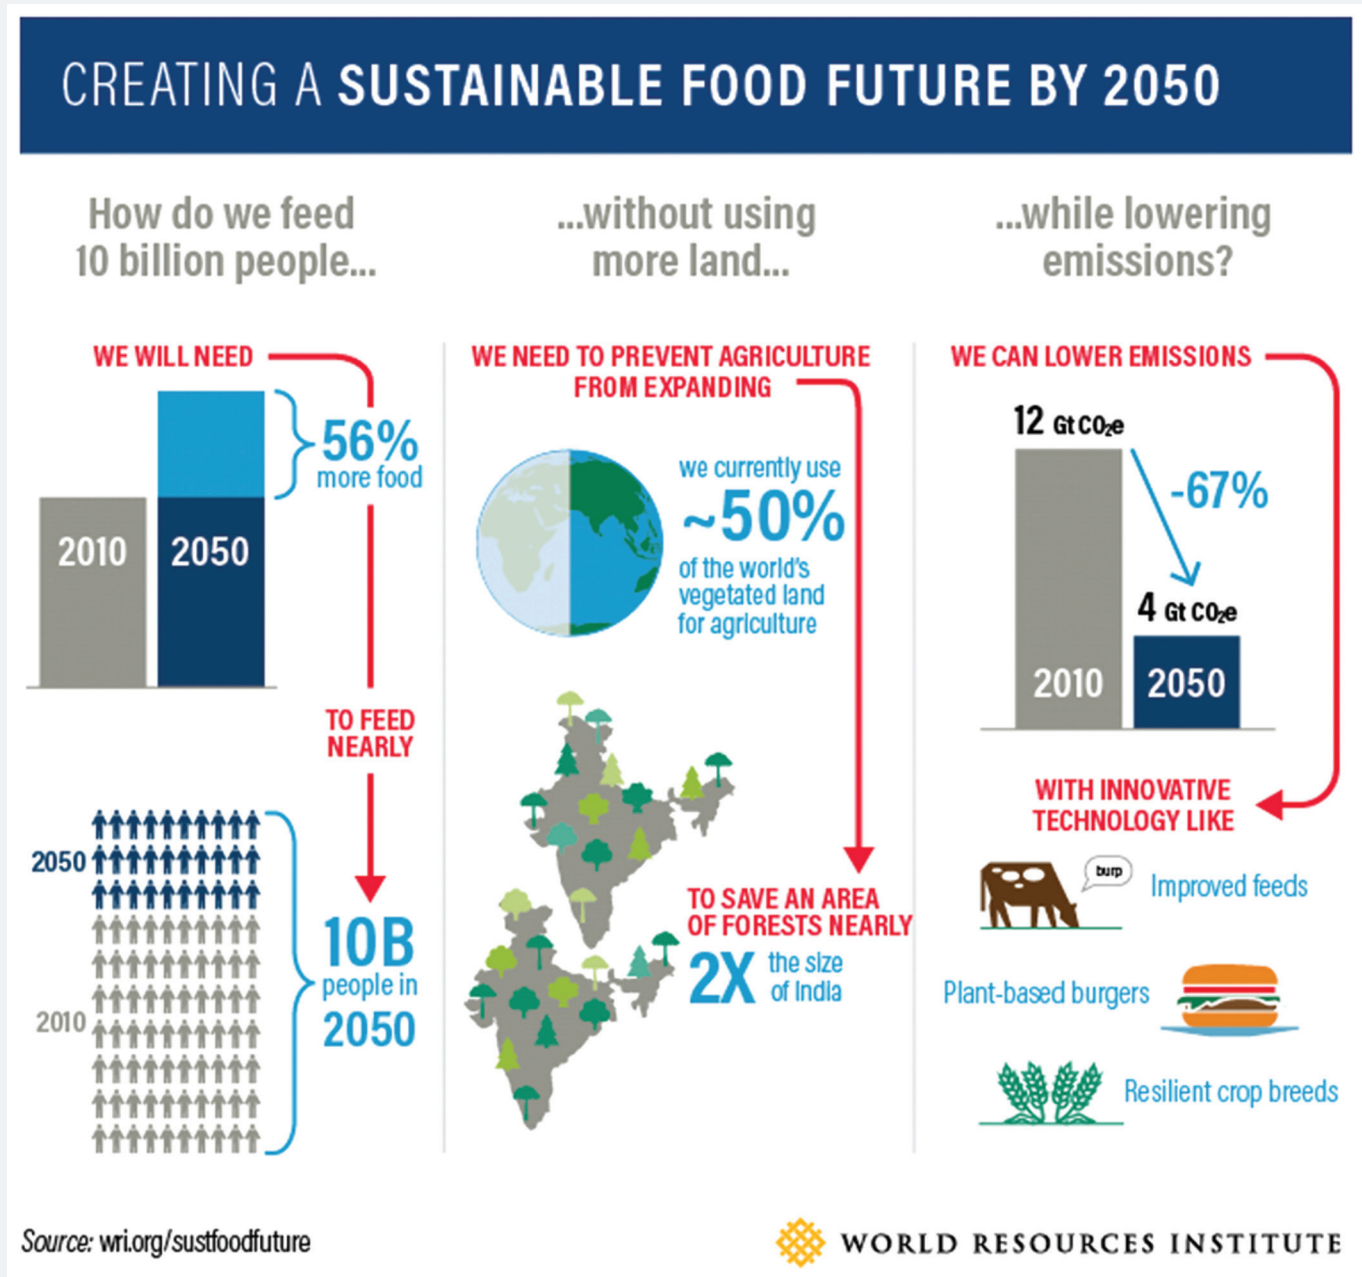 CREATING A SUSTAINABLE FOOD FUTURE BY 2050
How do we feed
10 billion people...
WE WILL NEED
56%
more food
2010
2050
TO FEED
NEARLY
2050
2010
10B
people in
2050
...without using
more land...
WE NEED TO PREVENT AGRICULTURE
FROM EXPANDING
we currently use
~50%
of the world's
vegetated land
for agriculture
TO SAVE AN AREA
OF FORESTS NEARLY
2X
the size
of India
...while lowering
emissions?
WE CAN LOWER EMISSIONS
12 Gt CO₂e
-67%
4 Gt CO₂e
2010
2050
WITH INNOVATIVE
TECHNOLOGY LIKE
burp
Improved feeds
Plant-based burgers
Resilient crop breeds
Source: wri.org/sustfoodfuture
WORLD RESOURCES INSTITUTE